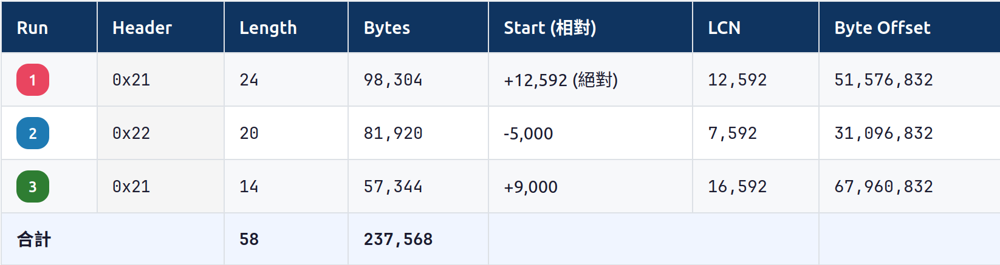 Run Header Length Bytes Start (相對) LCN Byte Offset
1 0x21 24 98,304 +12,592 (絕對) 12,592 51,576,832
2 0x22 20 81,920 -5,000 7,592 31,096,832
3 0x21 14 57,344 +9,000 16,592 67,960,832
合計 58 237,568